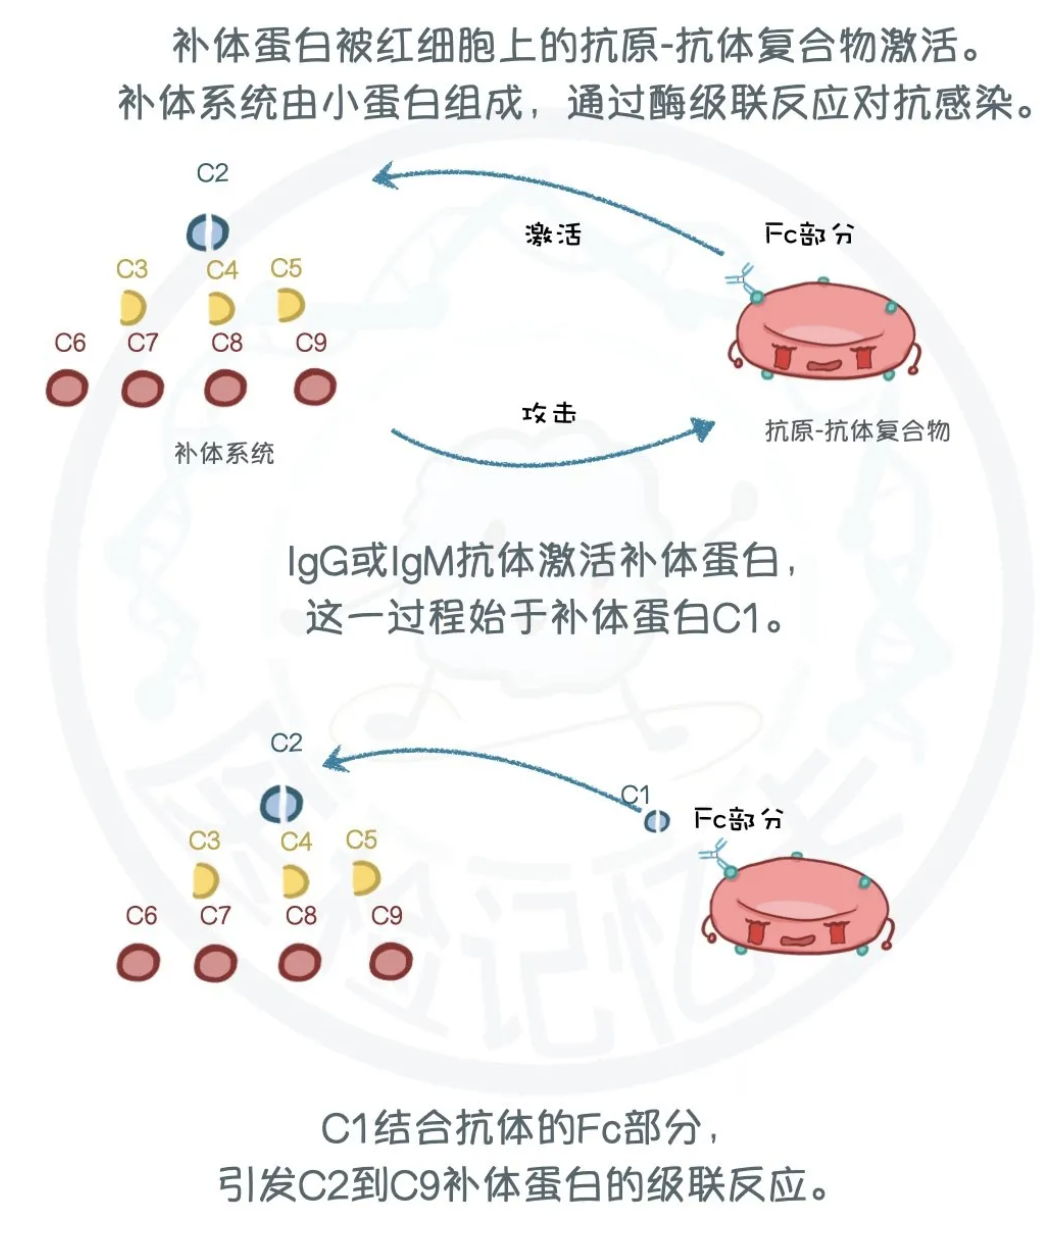 补体蛋白被红细胞上的抗原-抗体复合物激活。
补体系统由小蛋白组成，通过酶级联反应对抗感染。
C2
激活
Fc部分
C3 C4 C5
C6 C7 C8 C9
攻击
补体系统
抗原-抗体复合物
IgG或IgM抗体激活补体蛋白，
这一过程始于补体蛋白C1。
C2
C1
Fc部分
C3 C4 C5
C6 C7 C8 C9
检记忆
C1结合抗体的Fc部分，
引发C2到C9补体蛋白的级联反应。